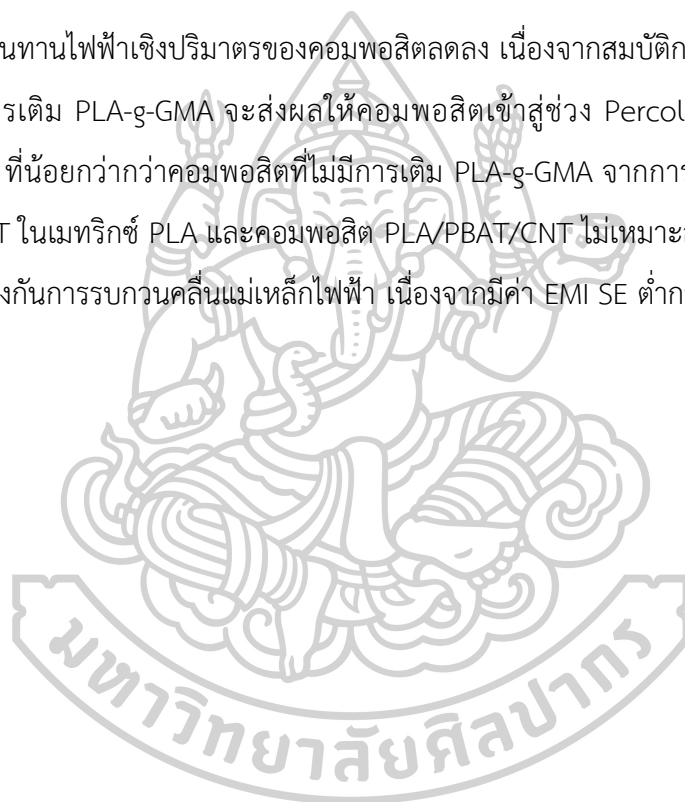 นทานไฟฟ้าเชิงปริมาตรของคอมพอสิตลดลง เนื่องจากสมบัติก
รเติม PLA-g-GMA จะส่งผลให้คอมพอสิตเข้าสู่ช่วง Percol
ที่น้อยกว่ากว่าคอมพอสิตที่ไม่มีการเติม PLA-g-GMA จากการ
T ในเมทริกซ์ PLA และคอมพอสิต PLA/PBAT/CNT ไม่เหมาะ
งกันการรบกวนคลื่นแม่เหล็กไฟฟ้า เนื่องจากมีค่า EMI SE ต่ำก
มหาวิทยาลัยศิลปากร